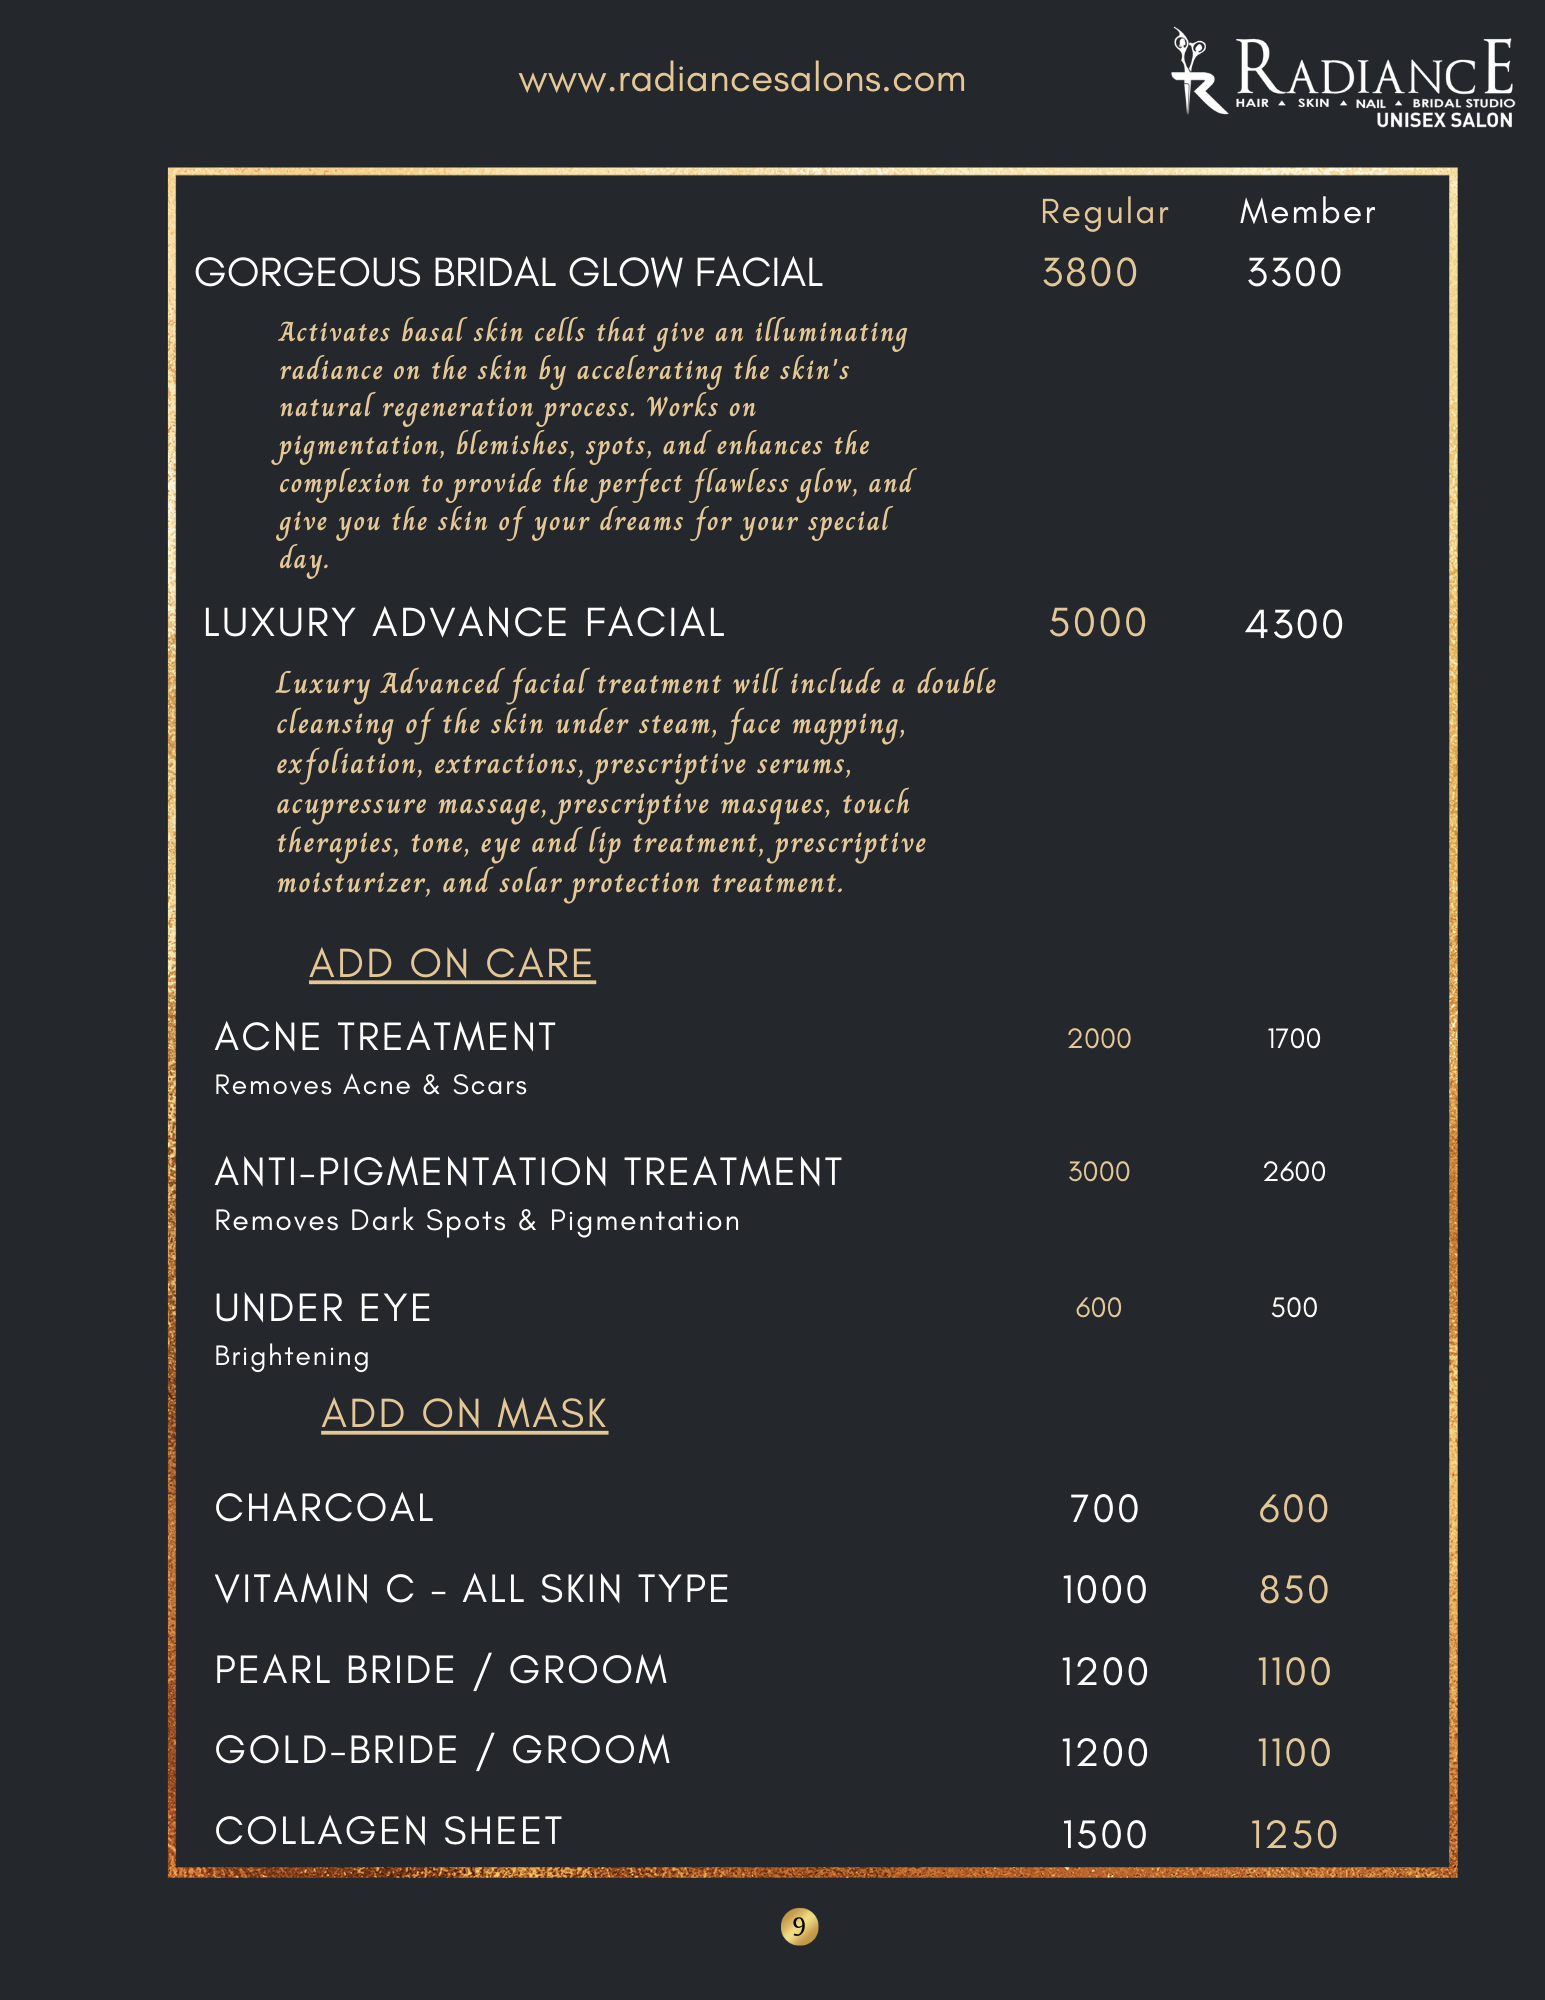 www.radiancesalons.com
RADIANCE
HAIR ▲ SKIN ▲ NAIL ▲ BRIDAL STUDIO
UNISEX SALON
Regular Member
GORGEOUS BRIDAL GLOW FACIAL 3800 3300
Activates basal skin cells that give an illuminating
radiance on the skin by accelerating the skin's
natural regeneration process. Works on
pigmentation, blemishes, spots, and enhances the
complexion to provide the perfect flawless glow, and
give you the skin of your dreams for your special
day.
LUXURY ADVANCE FACIAL 5000 4300
Luxury Advanced facial treatment will include a double
cleansing of the skin under steam, face mapping,
exfoliation, extractions, prescriptive serums,
acupressure massage, prescriptive masques, touch
therapies, tone, eye and lip treatment, prescriptive
moisturizer, and solar protection treatment.
ADD ON CARE
ACNE TREATMENT 2000 1700
Removes Acne & Scars
ANTI-PIGMENTATION TREATMENT 3000 2600
Removes Dark Spots & Pigmentation
UNDER EYE 600 500
Brightening
ADD ON MASK
CHARCOAL 700 600
VITAMIN C - ALL SKIN TYPE 1000 850
PEARL BRIDE / GROOM 1200 1100
GOLD-BRIDE / GROOM 1200 1100
COLLAGEN SHEET 1500 1250
9